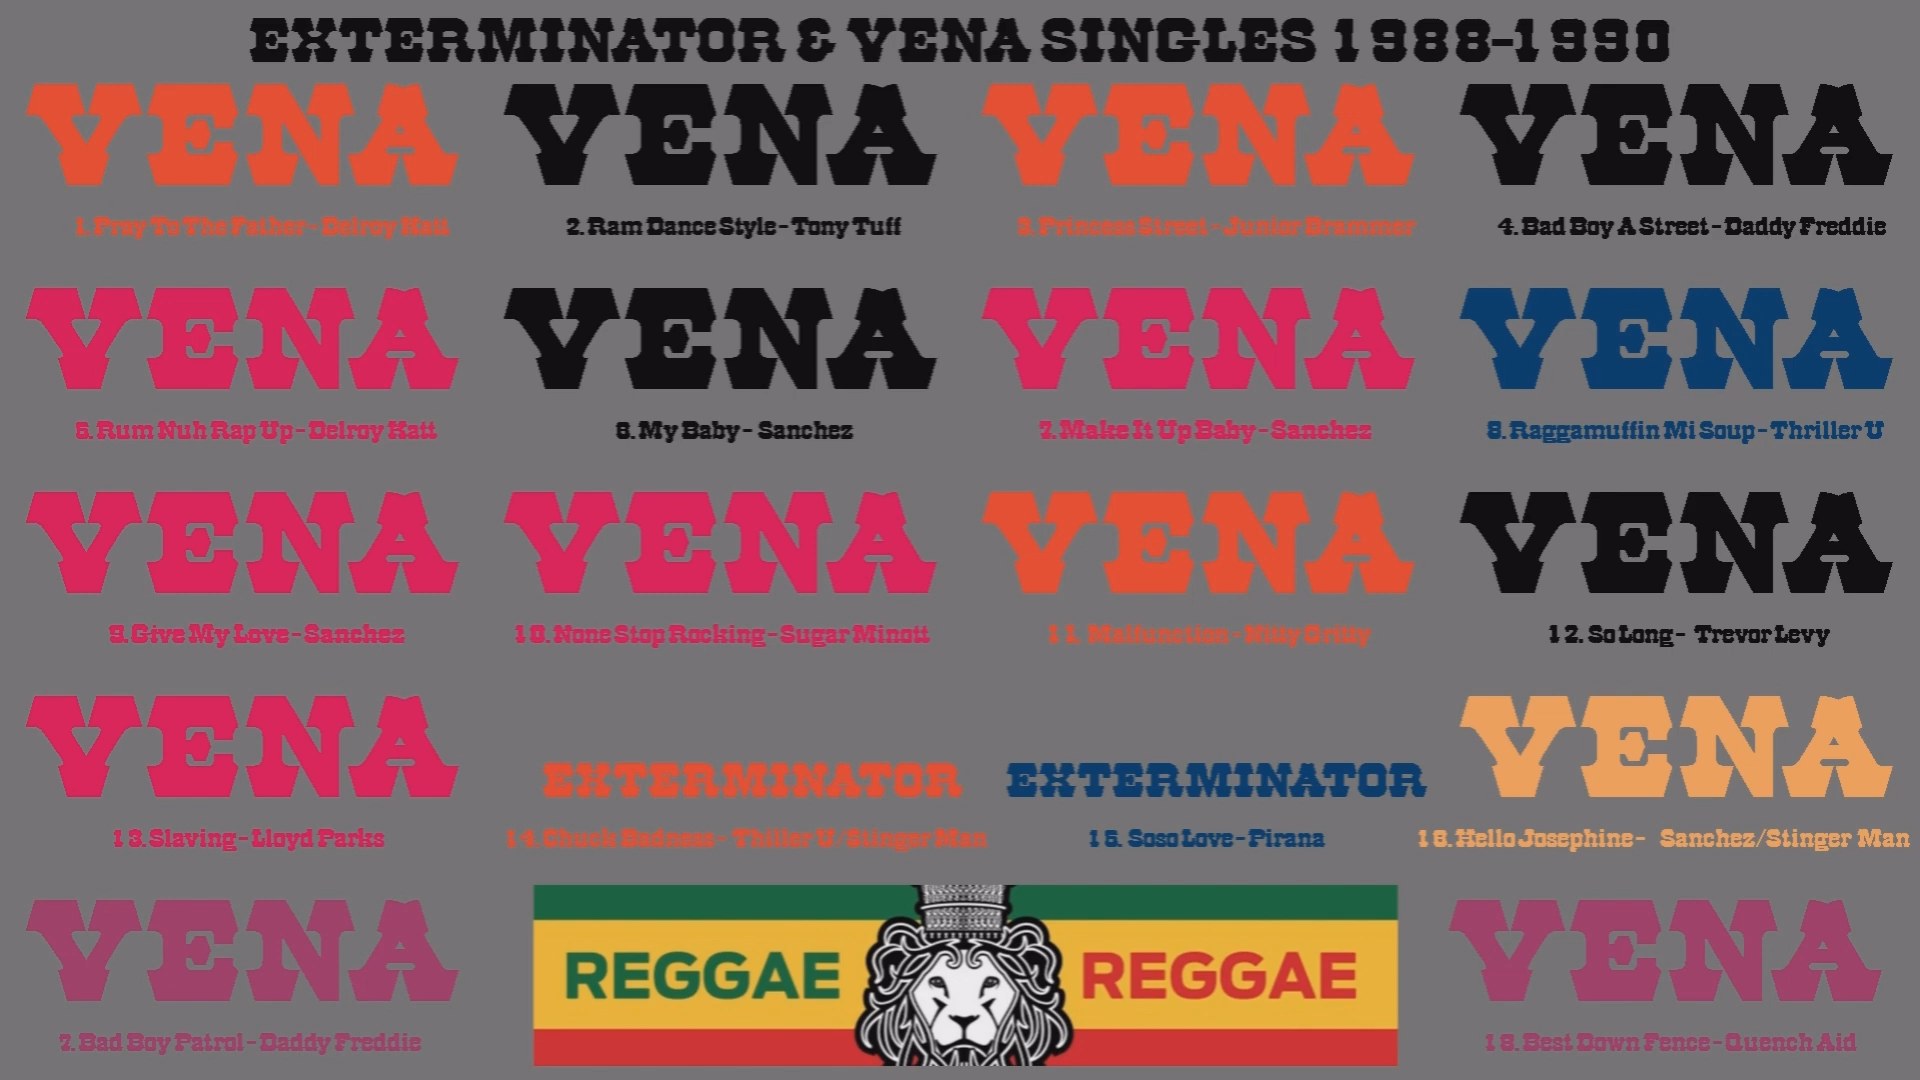 EXTERMINATOR & VENA SINGLES 1988-1990
VENA VENA VENA VENA
1. Pray To The Father - Delroy Hatt
2. Ram Dance Style - Tony Tuff
3. Princess Street - Junior Brammer
4. Bad Boy A Street - Daddy Freddie
VENA VENA VENA VENA
5. Rum Nuh Rap Up - Delroy Hatt
6. My Baby - Sanchez
7. Make It Up Baby - Sanchez
8. Raggamuffin Mi Soup - Thriller U
VENA VENA VENA VENA
9. Give My Love - Sanchez
10. None Stop Rocking - Sugar Minott
11. Malfunction - Nitty Gritty
12. So Long - Trevor Levy
VENA EXTERMINATOR EXTERMINATOR VENA
13. Slaving - Lloyd Parks
14. Chuck Badness - Thiller U/Stinger Man
15. Soso Love - Pirana
16. Hello Josephine - Sanchez/Stinger Man
VENA REGGAE REGGAE VENA
7. Bad Boy Patrol - Daddy Freddie
18. Best Down Fence - Quench Aid